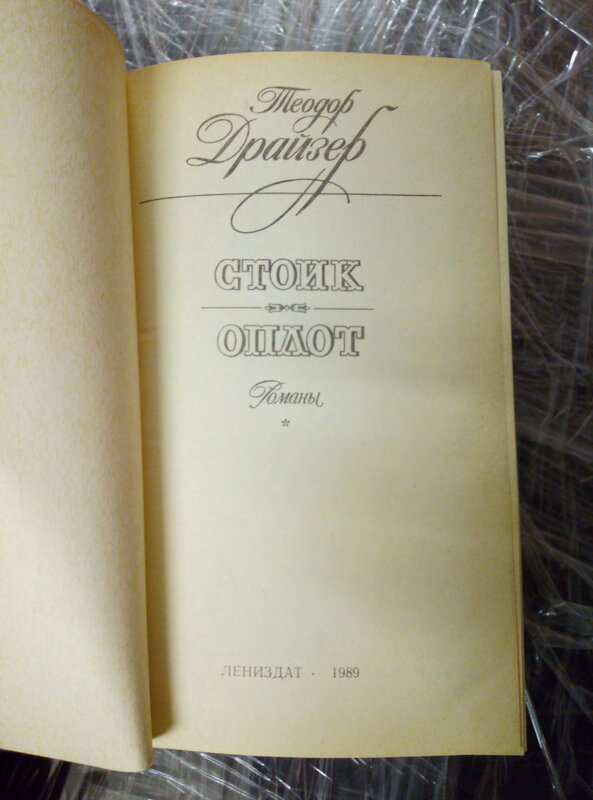 Теодор
Драйзер
СТОИК
ОПЛОТ
Романы
*
ЛЕНИЗДАТ · 1989